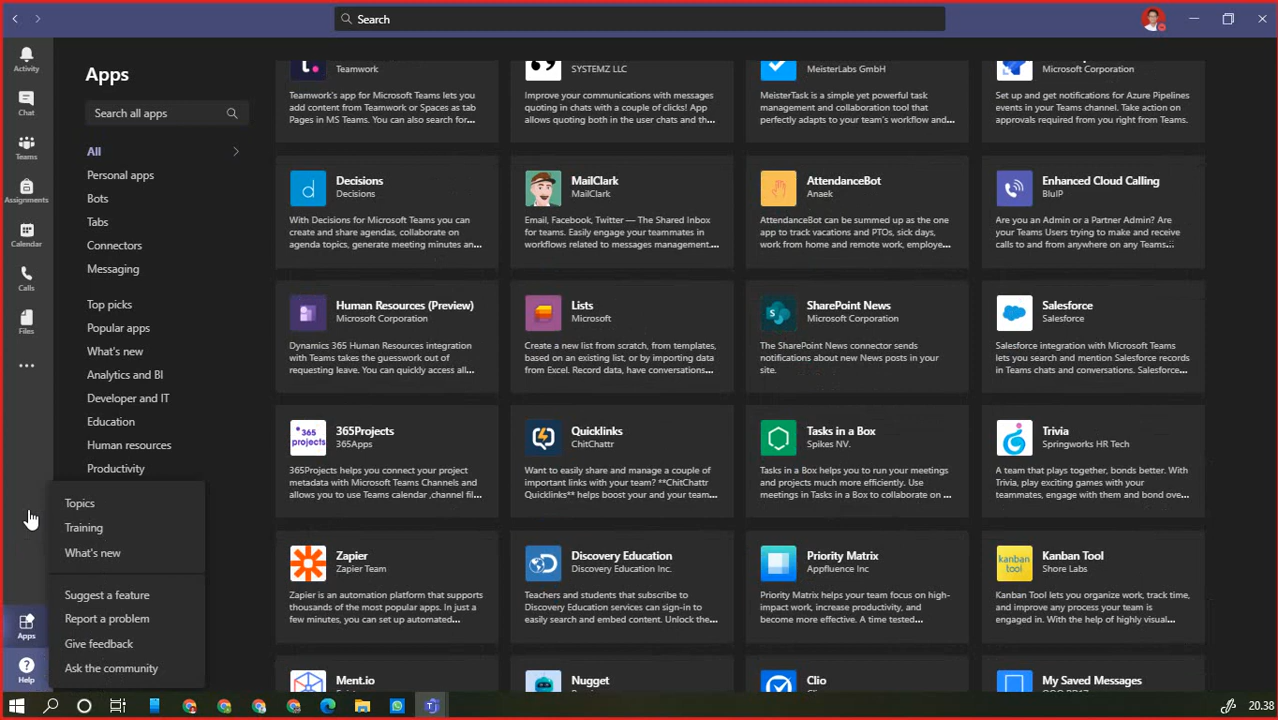 Search
Activity
Chat
Teams
Assignments
Calendar
Calls
Files
Apps
Help
Apps
Search all apps
All
Personal apps
Bots
Tabs
Connectors
Messaging
Top picks
Popular apps
What's new
Analytics and BI
Developer and IT
Education
Human resources
Productivity
Topics
Training
What's new
Suggest a feature
Report a problem
Give feedback
Ask the community
Teamwork
Teamwork's app for Microsoft Teams lets you
add content from Teamwork or Spaces as tab
Pages in MS Teams. You can also search for...
SYSTEMZ LLC
Improve your communications with messages
quoting in chats with a couple of clicks! App
allows quoting both in the user chats and th...
MeisterLabs GmbH
MeisterTask is a simple yet powerful task
management and collaboration tool that
perfectly adapts to your team's workflow and...
Microsoft Corporation
Set up and get notifications for Azure Pipelines
events in your Teams channel. Take action on
approvals required from you right from Teams.
Decisions
Decisions
With Decisions for Microsoft Teams you can
create and share agendas, collaborate on
agenda topics, generate meeting minutes an...
MailClark
MailClark
Email, Facebook, Twitter — The Shared Inbox
for teams. Easily engage your teammates in
workflows related to messages management....
AttendanceBot
Anaek
AttendanceBot can be summed up as the one
app to track vacations and PTOs, sick days,
work from home and remote work, employe...
Enhanced Cloud Calling
BluIP
Are you an Admin or a Partner Admin? Are
your Teams Users trying to make and receive
calls to and from anywhere on any Teams...
Human Resources (Preview)
Microsoft Corporation
Dynamics 365 Human Resources integration
with Teams takes the guesswork out of
requesting leave. You can quickly access all...
Lists
Microsoft
Create a new list from scratch, from templates,
based on an existing list, or by importing data
from Excel. Record data, have conversations...
SharePoint News
Microsoft Corporation
The SharePoint News connector sends
notifications about new News posts in your
site.
Salesforce
Salesforce
Salesforce integration with Microsoft Teams
lets you search and mention Salesforce records
in Teams chats and conversations. Salesforce...
365 projects
365Projects
365Apps
365Projects helps you connect your project
metadata with Microsoft Teams Channels and
allows you to use Teams calendar ,channel fil...
Quicklinks
ChitChattr
Want to easily share and manage a couple of
important links with your team? **ChitChattr
Quicklinks** helps boost your and your team...
Tasks in a Box
Spikes NV.
Tasks in a Box helps you to run your meetings
and projects much more efficiently. Use
meetings in Tasks in a Box to collaborate on ...
Trivia
Springworks HR Tech
A team that plays together, bonds better. With
Trivia, play exciting games with your
teammates, engage with them and bond ove...
Zapier
Zapier Team
Zapier is an automation platform that supports
thousands of the most popular apps. In just a
few minutes, you can set up automated...
Discovery Education
Discovery Education Inc.
Teachers and students that subscribe to
Discovery Education services can sign-in to
easily search and embed content. Unlock the...
Priority Matrix
Appfluence Inc
Priority Matrix helps your team focus on high-
impact work, increase productivity, and
become more effective. A time tested...
kanban tool
Kanban Tool
Shore Labs
Kanban Tool lets you organize work, track time,
and improve any process your team is
engaged in. With the help of highly visual...
Ment.io
Nugget
Clio
My Saved Messages
20.38